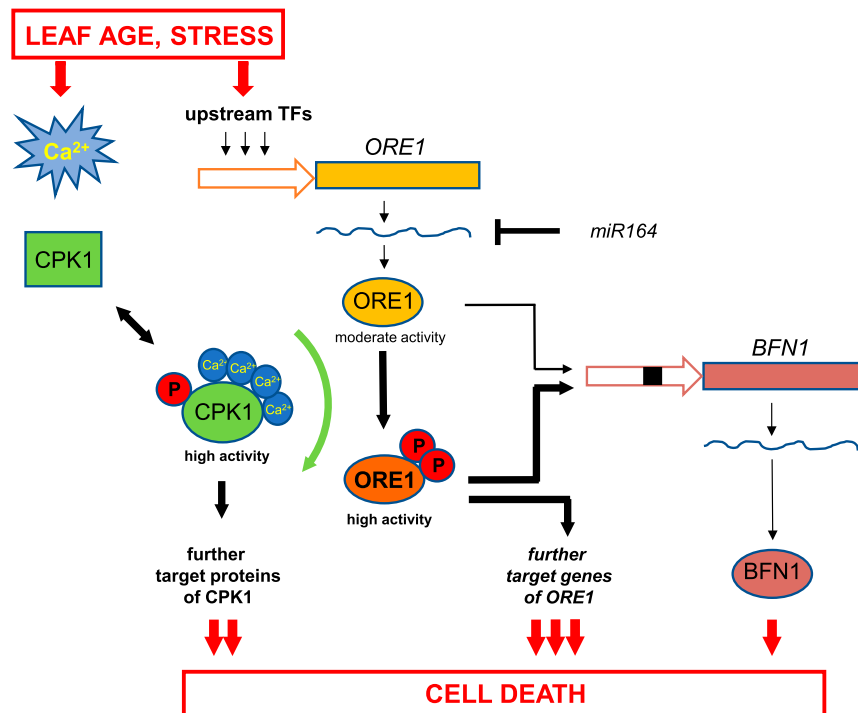 LEAF AGE, STRESS
Ca2+
upstream TFs
ORE1
miR164
CPK1
ORE1
moderate activity
BFN1
P
Ca2+
Ca2+
Ca2+
Ca2+
CPK1
high activity
P
P
ORE1
high activity
further
target proteins
of CPK1
further
target genes
of ORE1
BFN1
CELL DEATH